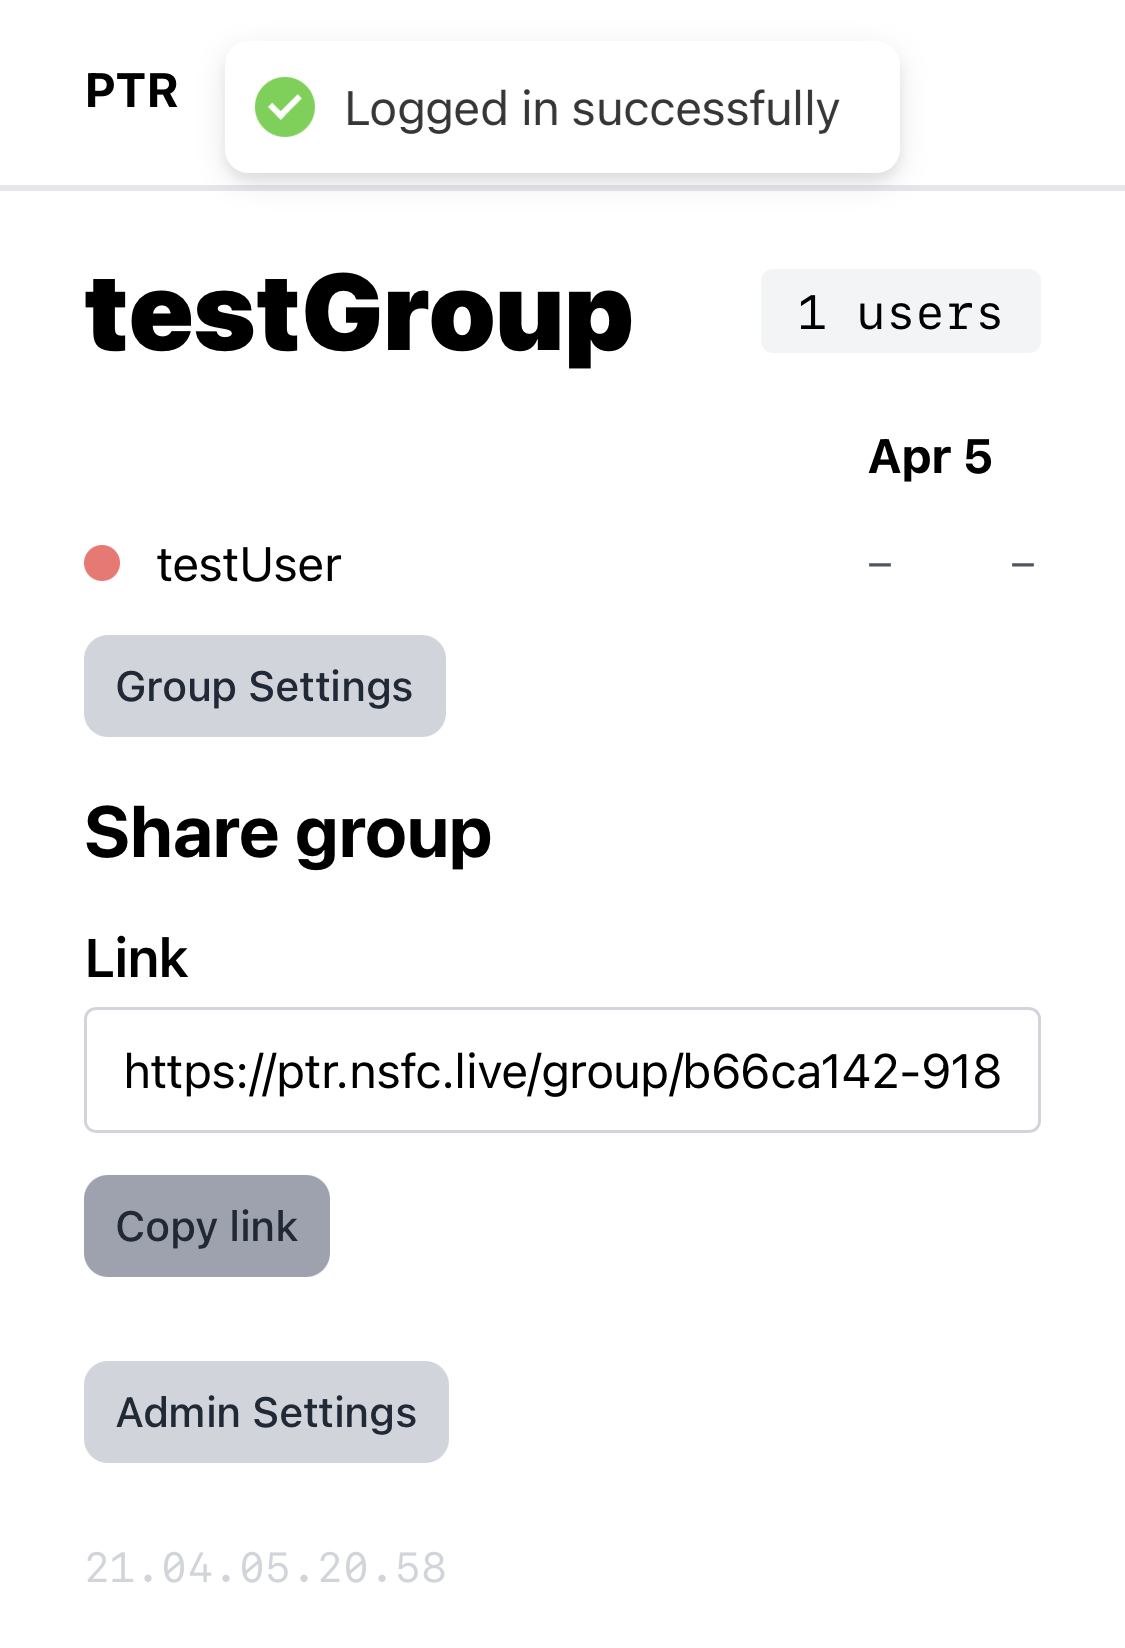 PTR
Logged in successfully
testGroup
1 users
Apr 5
testUser – –
Group Settings
Share group
Link
https://ptr.nsfc.live/group/b66ca142-918
Copy link
Admin Settings
21.04.05.20.58